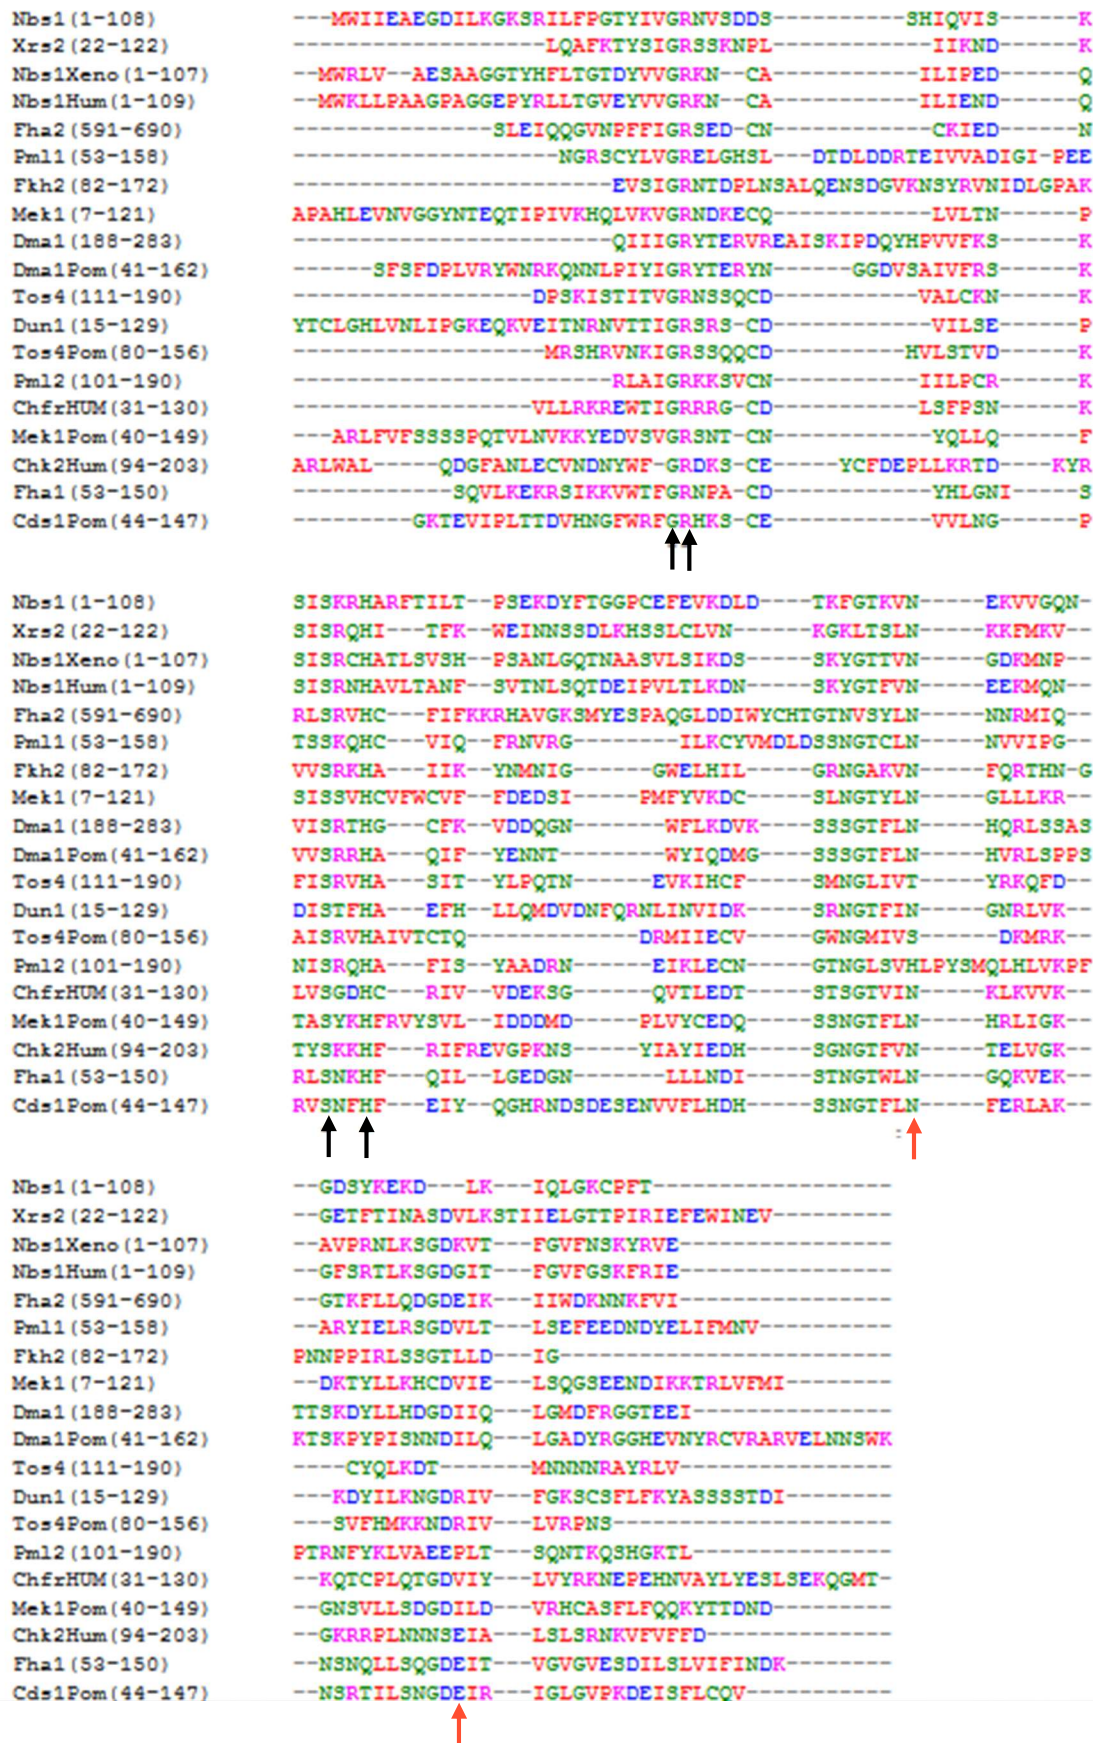 Nbs1(1-108) ---MWIIEAEGDILKGKSRILFPGTYIVGRNVSDDS----------SHIQVIS-----K
Xrs2(22-122) -------------------LQAFKTYSIGRSSKNPL------------IIKND------K
Nbs1Xeno(1-107) --MWRLV--AESAAGGTYHFLTGTDYVVGRKN--CA-----------ILIPED------Q
Nbs1Hum(1-109) --MWKLLPAAGPAGGEPYRLLTGVEYVVGRKN--CA-----------ILIEND------Q
Fha2(591-690) ---------------SLEIQQGVNPFFIGRSED-CN------------CKIED------N
Pml1(53-158) --------------------NGRSCYLVGRELGHSL---DTDLDDRTEIVVADIGI-PEE
Fkh2(82-172) ------------------------EVSIGRNTDPLNSALQENSDGVKNSYRVNIDLGPAK
Mek1(7-121) APAHLEVNVGGYNTEQTIPIVKHQLVKVGRNDKECQ------------LVLTN------P
Dma1(188-283) ------------------------QIIIGRYTERVREAISKIPDQYHPVVFKS------K
Dma1Pom(41-162) ------SFSFDPLVRYWNRKQNNLPIYIGRYTERYN------GGDVSAIVFRS------K
Tos4(111-190) ------------------DPSKISTITVGRNSSQCD-----------VALCKN------K
Dun1(15-129) YTCLGHLVNLIPGKEQKVEITNRNVTTIGRSRS-CD------------VILSE------P
Tos4Pom(80-156) -------------------MRSHRVNKIGRSSQQCD----------HVLSTVD------K
Pml2(101-190) ------------------------RLAIGRKKSVCN-----------IILPCR------K
ChfrHUM(31-130) ------------------VLLRKREWTIGRRRG-CD-----------LSFPSN------K
Mek1Pom(40-149) ---ARLFVFSSSSPQTVLNVKKYEDVSVGRSNT-CN------------YQLLQ------F
Chk2Hum(94-203) ARLWAL-----QDGFANLECVNDNYWF-GRDKS-CE-----YCFDEPLLKRTD----KYR
Fha1(53-150) ------------SQVLKEKRSIKKVWTFGRNPA-CD------------YHLGNI-----S
Cds1Pom(44-147) ---------GKTEVIPLTTDVHNGFWRFGRHKS-CE------------VVLNG------P
Nbs1(1-108) SISKRHARFTILT--PSEKDYFTGGPCEFEVKDLD----TKFGTKVN-----EKVVGQN-
Xrs2(22-122) SISRQHI---TFK--WEINNSSDLKHSSLCLVN------KGKLTSLN-----KKFMKV--
Nbs1Xeno(1-107) SISRCHATLSVSH--PSANLGQTNAASVLSIKDS-----SKYGTTVN-----GDKMNP--
Nbs1Hum(1-109) SISRNHAVLTANF--SVTNLSQTDEIPVLTLKDN-----SKYGTFVN-----EEKMQN--
Fha2(591-690) RLSRVHC---FIFKKRHAVGKSMYESPAQGLDDIWYCHTGTNVSYLN-----NNRMIQ--
Pml1(53-158) TSSKQHC---VIQ--FRNVRG--------ILKCYVMDLDSSNGTCLN-----NVVIPG--
Fkh2(82-172) VVSRKHA---IIK--YNMNIG------GWELHIL-----GRNGAKVN-----FQRTHN-G
Mek1(7-121) SISSVHCVFWCVF--FDEDSI-----PMFYVKDC-----SLNGTYLN-----GLLLKR--
Dma1(188-283) VISRTHG---CFK--VDDQGN-------WFLKDVK----SSSGTFLN-----HQRLSSAS
Dma1Pom(41-162) VVSRRHA---QIF--YENNT--------WYIQDMG----SSSGTFLN-----HVRLSPPS
Tos4(111-190) FISRVHA---SIT--YLPQTN------EVKIHCF-----SMNGLIVT-----YRKQFD--
Dun1(15-129) DISTFHA---EFH--LLQMDVDNFQRNLINVIDK-----SRNGTFIN-----GNRLVK--
Tos4Pom(80-156) AISRVHAIVTCTQ-------------DRMIIECV-----GWNGMIVS------DKMRK--
Pml2(101-190) NISRQHA---FIS--YAADRN------EIKLECN-----GTNGLSVHLPYSMQLHLVKPF
ChfrHUM(31-130) LVSGDHC---RIV--VDEKSG------QVTLEDT-----STSGTVIN-----KLKVVK--
Mek1Pom(40-149) TASYKHFRVYSVL--IDDDMD-----PLVYCEDQ-----SSNGTFLN-----HRLIGK--
Chk2Hum(94-203) TYSKKHF---RIFREVGPKNS-----YIAYIEDH-----SGNGTFVN-----TELVGK--
Fha1(53-150) RLSNKHF---QIL--LGEDGN-------LLLNDI-----STNGTWLN-----GQKVEK--
Cds1Pom(44-147) RVSNFHF---EIY--QGHRNDSDESENVVFLHDH-----SSNGTFLN-----FERLAK--
:
Nbs1(1-108) --GDSYKEKD---LK---IQLGKCPFT------------------
Xrs2(22-122) --GETFTINASDVLKSTIIELGTTPIRIEFEWINEV---------
Nbs1Xeno(1-107) --AVPRNLKSGDKVT---FGVFNSKYRVE----------------
Nbs1Hum(1-109) --GFSRTLKSGDGIT---FGVFGSKFRIE----------------
Fha2(591-690) --GTKFLLQDGDEIK---IIWDKNNKFVI----------------
Pml1(53-158) --ARYIELRSGDVLT---LSEFEEDNDYELIFMNV----------
Fkh2(82-172) PNNPPIRLSSGTLLD---IG-------------------------
Mek1(7-121) --DKTYLLKHCDVIE---LSQGSEENDIKKTRLVFMI--------
Dma1(188-283) TTSKDYLLHDGDIIQ---LGMDFRGGTEEI---------------
Dma1Pom(41-162) KTSKPYPISNNDILQ---LGADYRGGHEVNYRCVRARVELNNSWK
Tos4(111-190) ----CYQLKDT-------MNNNNRAYRLV----------------
Dun1(15-129) ---KDYILKNGDRIV---FGKSCSFLFKYASSSSTDI--------
Tos4Pom(80-156) ---SVFHMKKNDRIV---LVRPNS---------------------
Pml2(101-190) PTRNFYKLVAEEPLT---SQNTKQSHGKTL---------------
ChfrHUM(31-130) --KQTCPLQTGDVIY---LVYRKNEPEHNVAYLYESLSEKQGMT-
Mek1Pom(40-149) --GNSVLLSDGDILD---VRHCASFLFQQKYTTDND---------
Chk2Hum(94-203) --GKRRPLNNNSEIA---LSLSRNKVFVFFD--------------
Fha1(53-150) --NSNQLLSQGDEIT---VGVGVESDILSLVIFINDK--------
Cds1Pom(44-147) --NSRTILSNGDEIR---IGLGVPKDEISFLCQV-----------